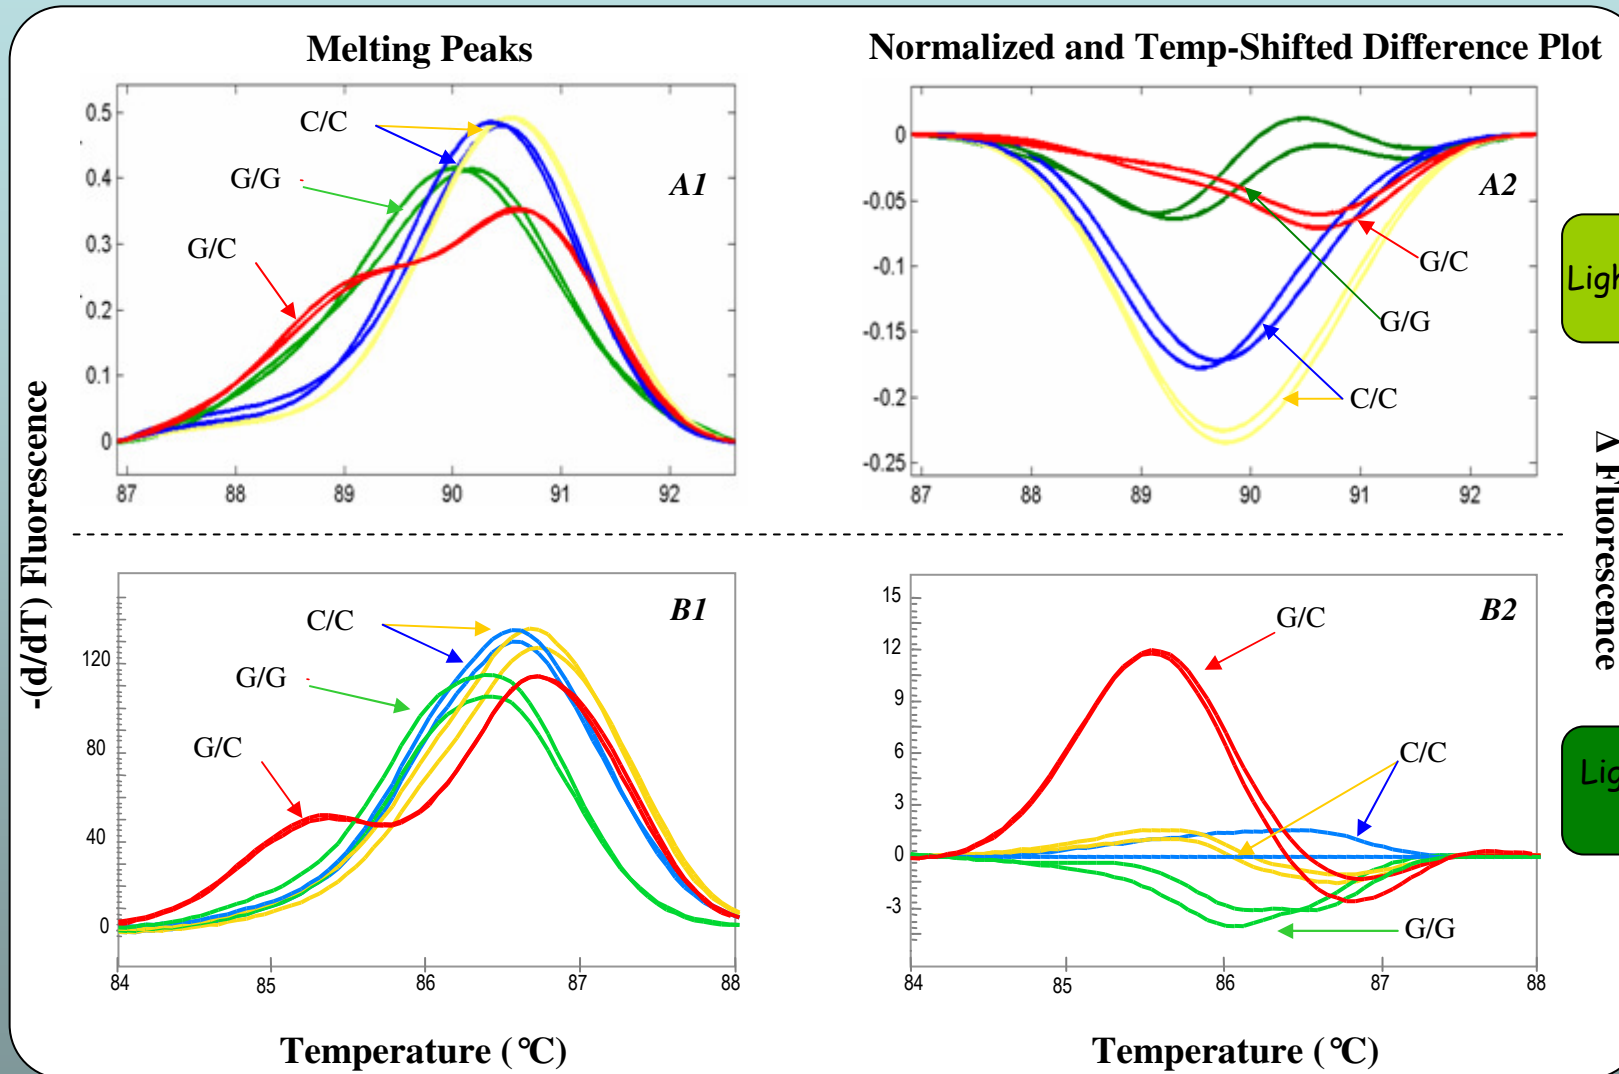 Melting Peaks
Normalized and Temp-Shifted Difference Plot
A1
C/C
G/G
G/C
0.5
0.4
0.3
0.2
0.1
0
87 88 89 90 91 92
A2
G/C
G/G
C/C
0
-0.05
-0.1
-0.15
-0.2
-0.25
87 88 89 90 91 92
-(d/dT) Fluorescence
Δ Fluorescence
B1
C/C
G/G
G/C
120
80
40
0
84 85 86 87 88
B2
G/C
C/C
G/G
15
12
9
6
3
0
-3
84 85 86 87 88
Temperature (°C)
Temperature (°C)